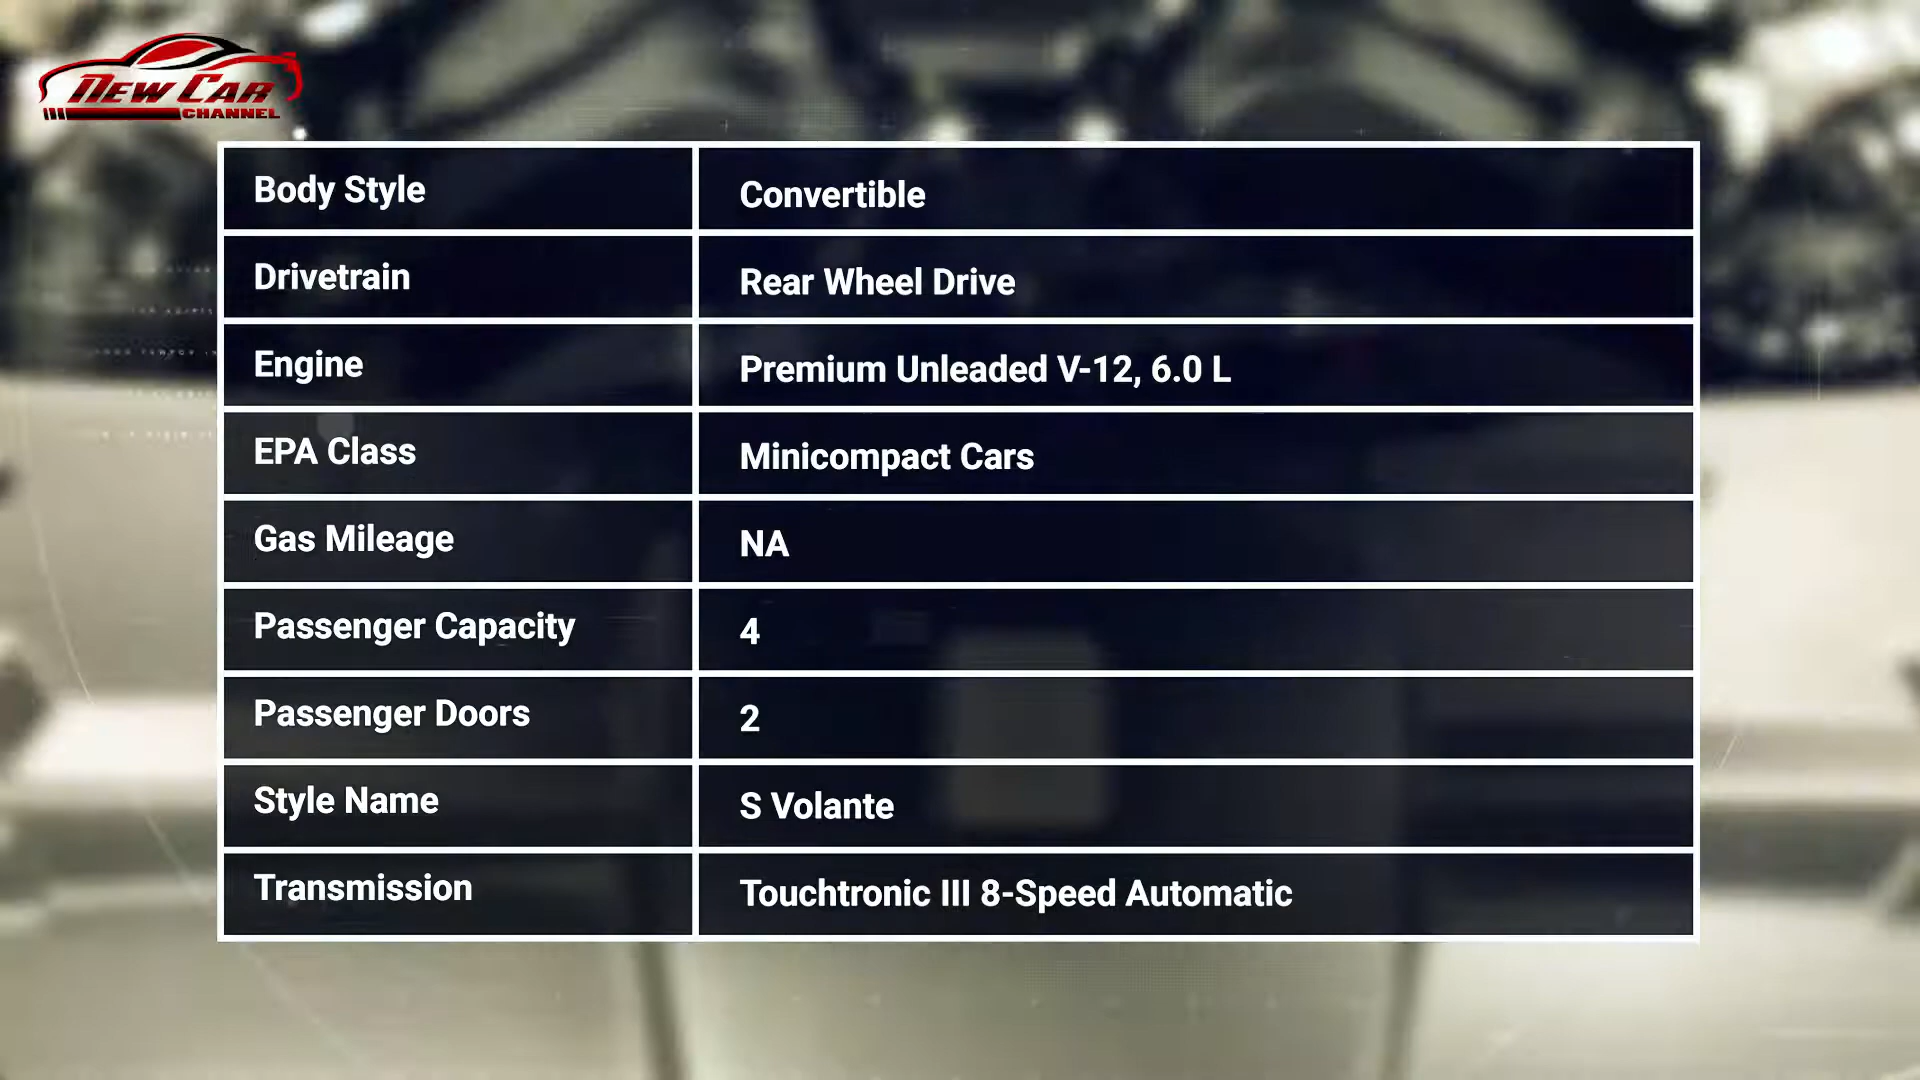 NEW CAR
CHANNEL
Body Style Convertible
Drivetrain Rear Wheel Drive
Engine Premium Unleaded V-12, 6.0 L
EPA Class Minicompact Cars
Gas Mileage NA
Passenger Capacity 4
Passenger Doors 2
Style Name S Volante
Transmission Touchtronic III 8-Speed Automatic